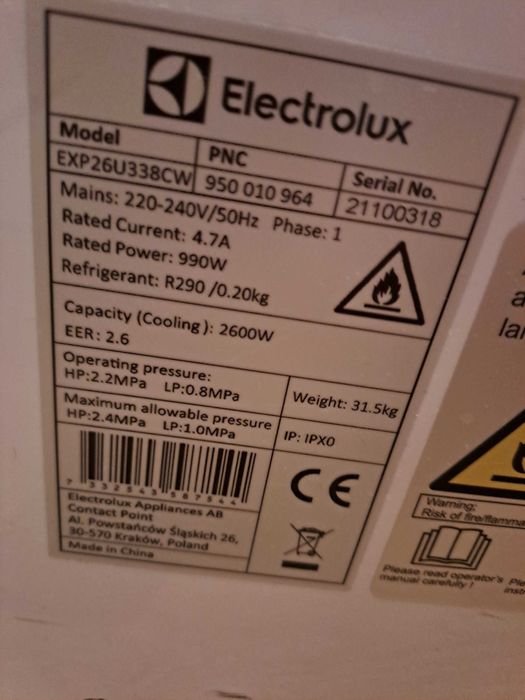 Electrolux
Model PNC Serial No.
EXP26U338CW 950 010 964 21100318
Mains: 220-240V/50Hz Phase: 1
Rated Current: 4.7A
Rated Power: 990W
Refrigerant: R290 /0.20kg
Capacity (Cooling): 2600W
EER: 2.6
Operating pressure:
HP:2.2MPa LP:0.8MPa
Weight: 31.5kg
Maximum allowable pressure
HP:2.4MPa LP:1.0MPa
IP: IPX0
7 332543 587544
CE
Electrolux Appliances AB
Contact Point
Al. Powstańców Śląskich 26,
30-570 Kraków, Poland
Made in China
Warning,
Risk of fire/flamma
Please read operator's
manual carefully !